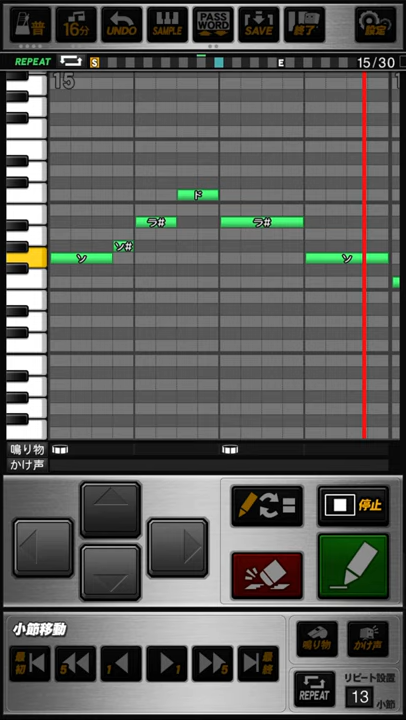 普 16分 UNDO SAMPLE PASS WORD SAVE 終了 設定
REPEAT S E 15/30
15
ド
ラ# ラ#
ソ#
ソ ソ
鳴り物
かけ声
停止
小節移動
最初 5 1 1 5 最終
鳴り物 かけ声
REPEAT リピート設置
13 小節